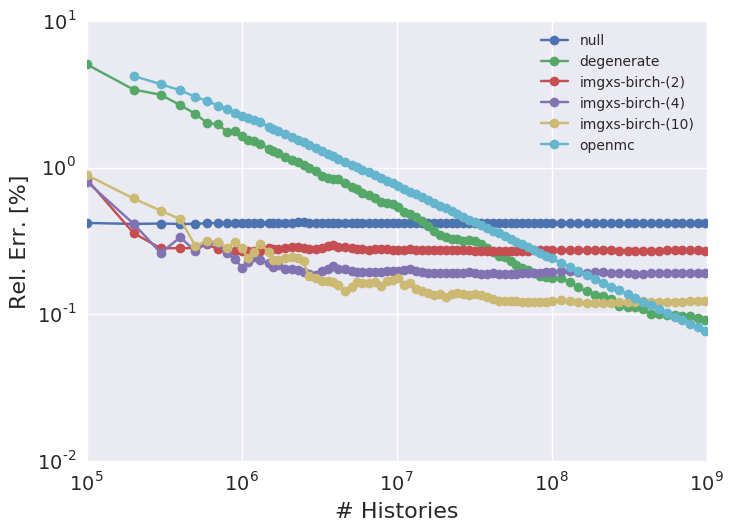 10^1
10^0
10^-1
10^-2
Rel. Err. [%]
null
degenerate
imgxs-birch-(2)
imgxs-birch-(4)
imgxs-birch-(10)
openmc
10^5 10^6 10^7 10^8 10^9
# Histories